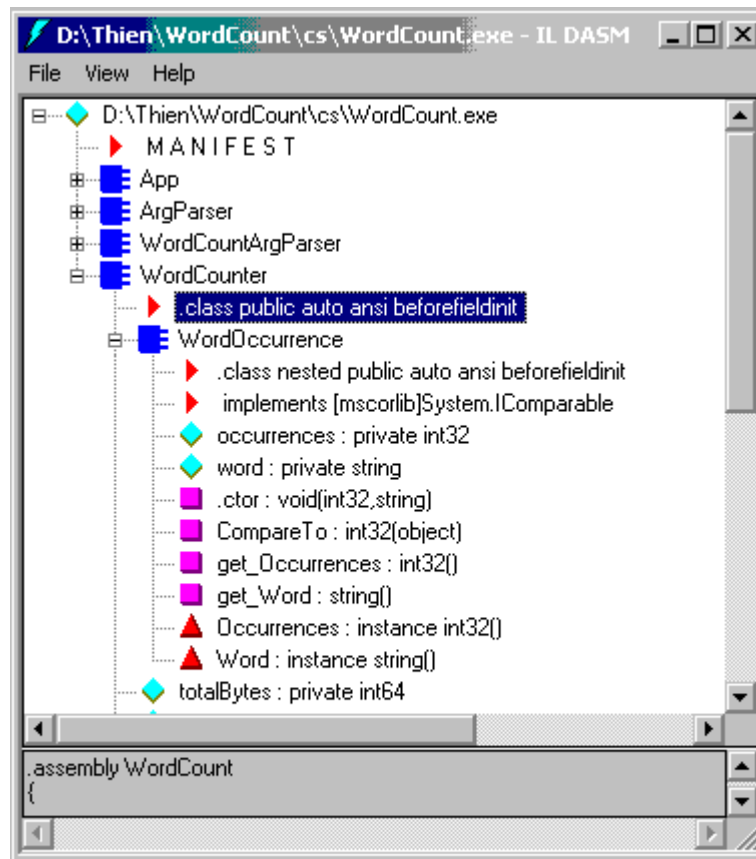 D:\Thien\WordCount\cs\WordCount.exe - IL DASM
File View Help
D:\Thien\WordCount\cs\WordCount.exe
MANIFEST
App
ArgParser
WordCountArgParser
WordCounter
.class public auto ansi beforefieldinit
WordOccurrence
.class nested public auto ansi beforefieldinit
implements [mscorlib]System.IComparable
occurrences : private int32
word : private string
.ctor : void(int32,string)
CompareTo : int32(object)
get_Occurrences : int32()
get_Word : string()
Occurrences : instance int32()
Word : instance string()
totalBytes : private int64
.assembly WordCount
{